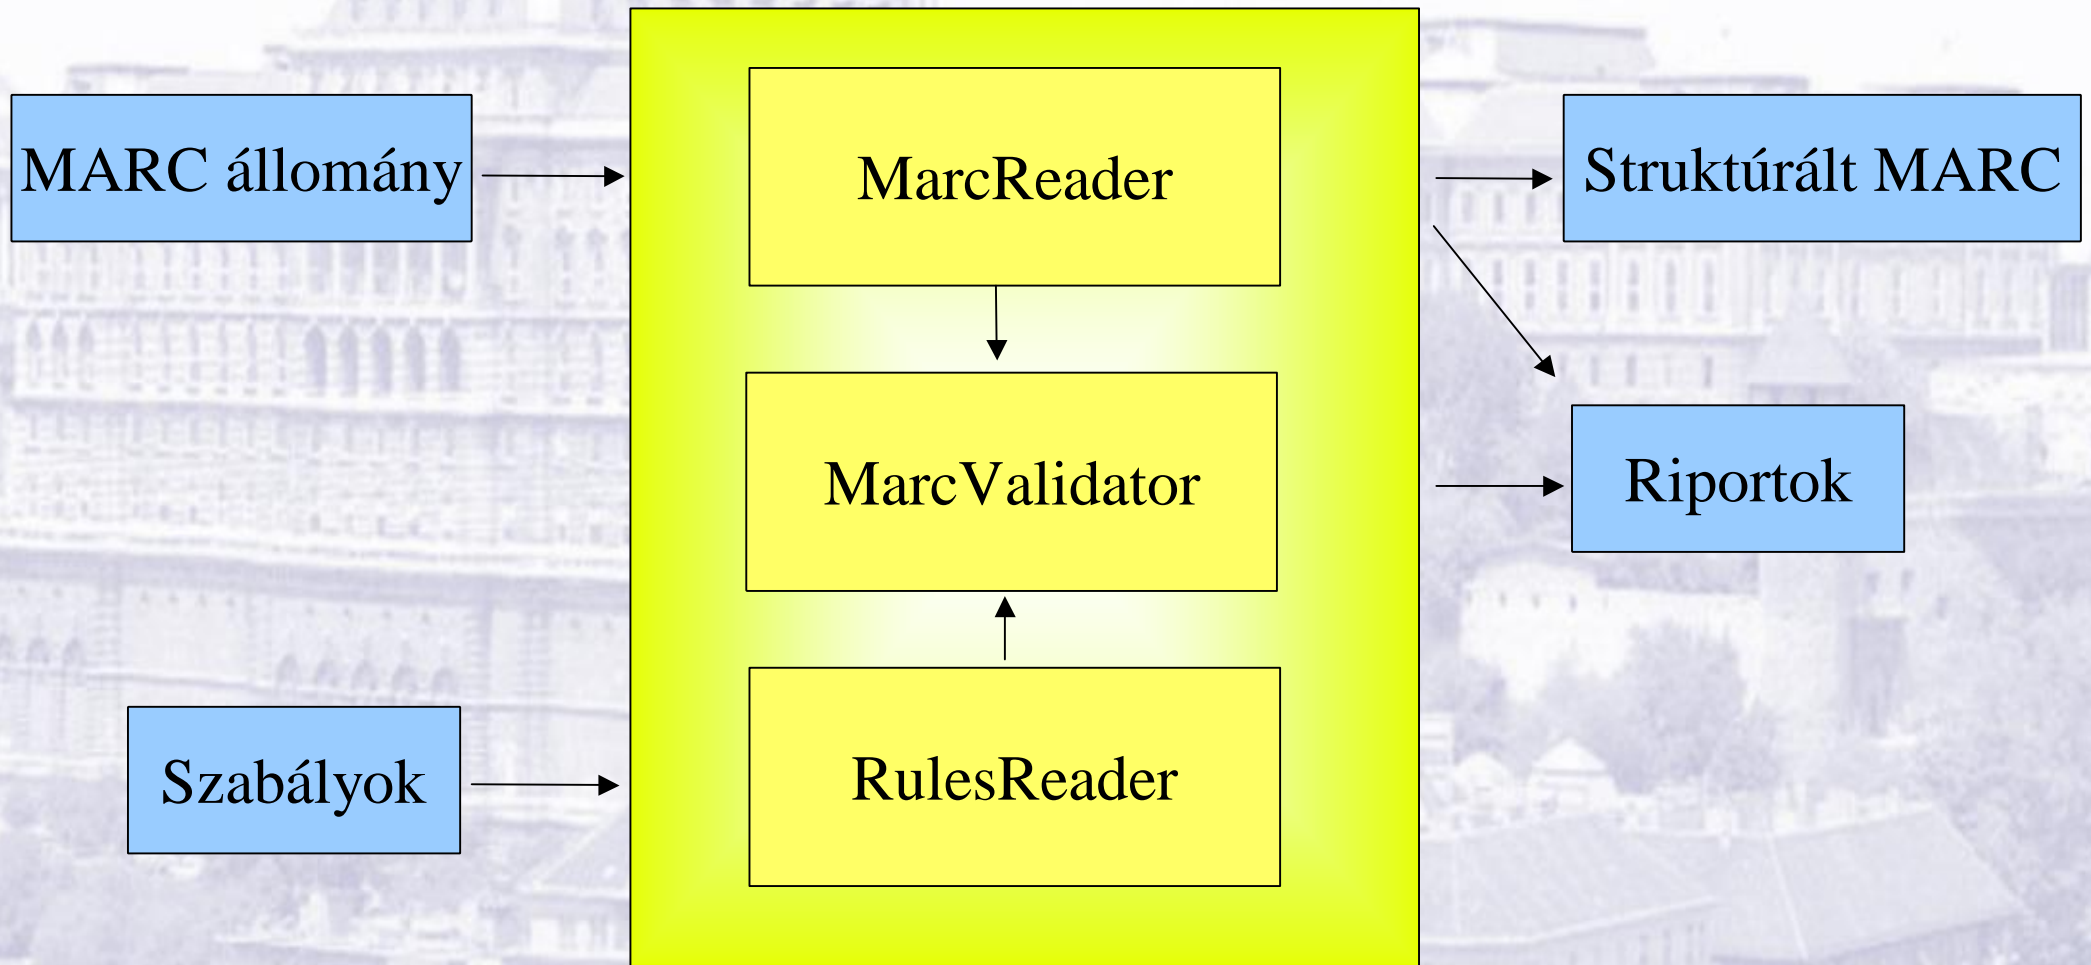 MARC állomány
MarcReader
Struktúrált MARC
MarcValidator
Riportok
Szabályok
RulesReader